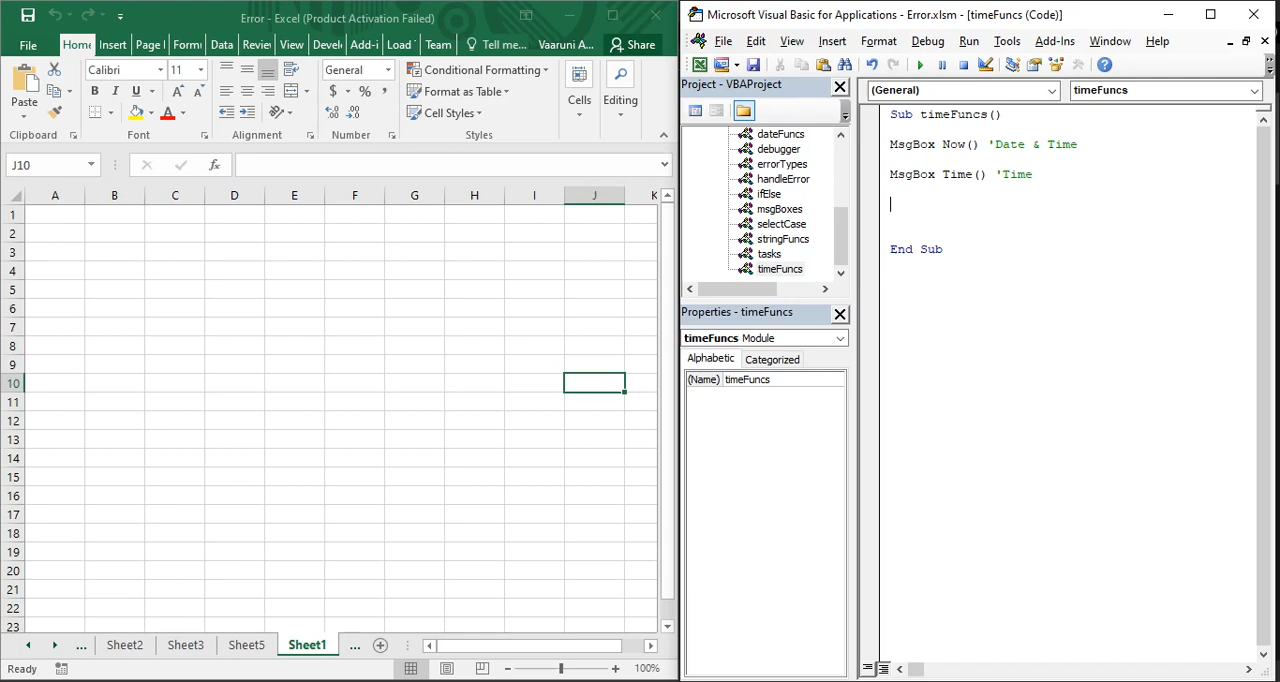 Error - Excel (Product Activation Failed)
File Home Insert Page l Formu Data Revie View Develo Add-i Load T Team Tell me... Vaaruni A... Share
Paste
Calibri 11
B I U
A A
A
General
$ % ,
Conditional Formatting
Format as Table
Cell Styles
Cells
Editing
Clipboard Font Alignment Number Styles
J10
fx
A B C D E F G H I J K
1
2
3
4
5
6
7
8
9
10
11
12
13
14
15
16
17
18
19
20
21
22
23
... Sheet2 Sheet3 Sheet5 Sheet1 ...
Ready
100%
Microsoft Visual Basic for Applications - Error.xlsm - [timeFuncs (Code)]
File Edit View Insert Format Debug Run Tools Add-Ins Window Help
Project - VBAProject
dateFuncs
debugger
errorTypes
handleError
ifElse
msgBoxes
selectCase
stringFuncs
tasks
timeFuncs
Properties - timeFuncs
timeFuncs Module
Alphabetic Categorized
(Name) timeFuncs
(General) timeFuncs
Sub timeFuncs()
MsgBox Now() 'Date & Time
MsgBox Time() 'Time
End Sub